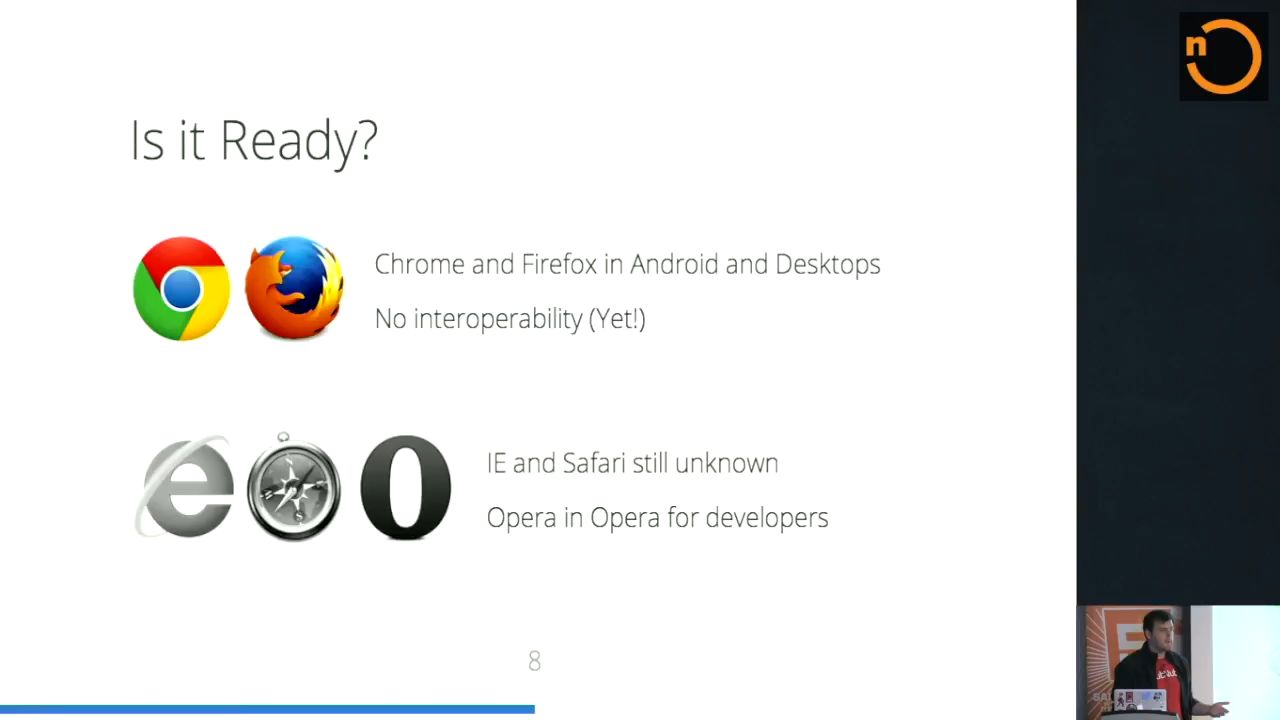 n
Is it Ready?
Chrome and Firefox in Android and Desktops
No interoperability (Yet!)
IE and Safari still unknown
Opera in Opera for developers
8